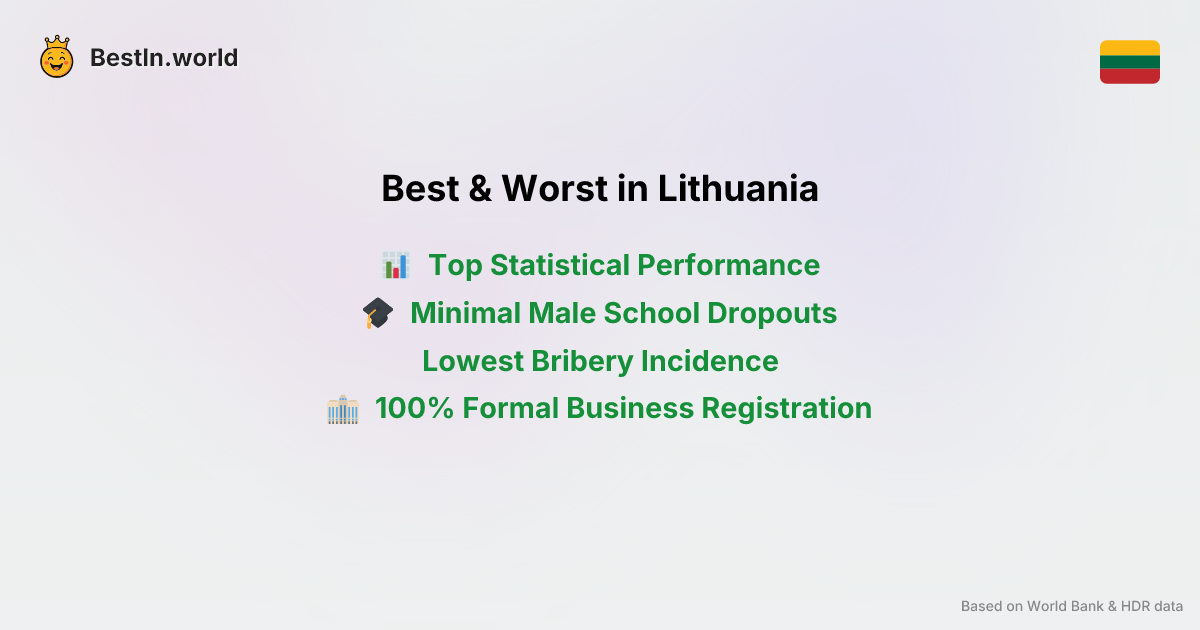 BestIn.world
Best & Worst in Lithuania
Top Statistical Performance
Minimal Male School Dropouts
Lowest Bribery Incidence
100% Formal Business Registration
Based on World Bank & HDR data